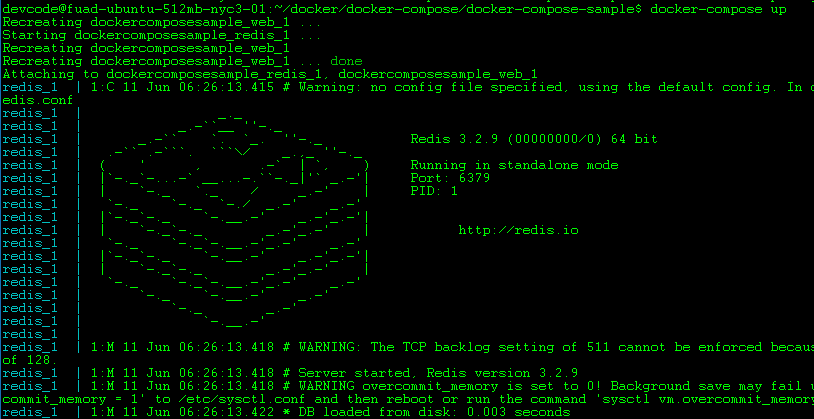 devcode@fuad-ubuntu-512mb-nyc3-01:~/docker/docker-compose/docker-compose-sample$ docker-compose up
Recreating dockercomposesample_web_1 ...
Starting dockercomposesample_redis_1 ...
Recreating dockercomposesample_web_1
Recreating dockercomposesample_web_1 ... done
Attaching to dockercomposesample_redis_1, dockercomposesample_web_1
redis_1 | 1:C 11 Jun 06:26:13.415 # Warning: no config file specified, using the default config. In o
edis.conf
redis_1 |
redis_1 |
redis_1 | Redis 3.2.9 (00000000/0) 64 bit
redis_1 |
redis_1 | Running in standalone mode
redis_1 | Port: 6379
redis_1 | PID: 1
redis_1 |
redis_1 |
redis_1 | http://redis.io
redis_1 |
redis_1 |
redis_1 |
redis_1 |
redis_1 |
redis_1 |
redis_1 |
redis_1 |
redis_1 | 1:M 11 Jun 06:26:13.418 # WARNING: The TCP backlog setting of 511 cannot be enforced becaus
of 128.
redis_1 | 1:M 11 Jun 06:26:13.418 # Server started, Redis version 3.2.9
redis_1 | 1:M 11 Jun 06:26:13.418 # WARNING overcommit_memory is set to 0! Background save may fail u
commit_memory = 1' to /etc/sysctl.conf and then reboot or run the command 'sysctl vm.overcommit_memory
redis_1 | 1:M 11 Jun 06:26:13.422 * DB loaded from disk: 0.003 seconds